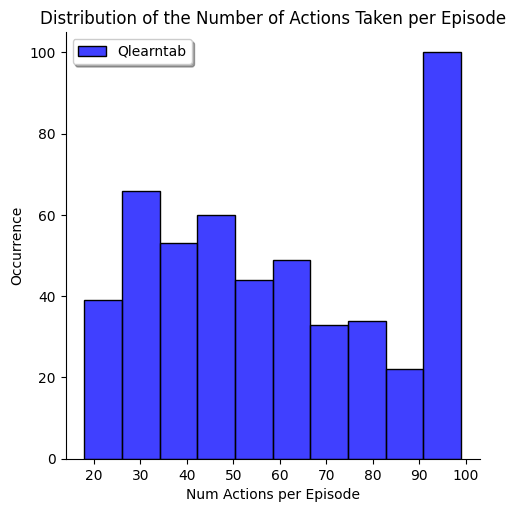 Distribution of the Number of Actions Taken per Episode
Qlearntab
100
80
60
40
20
0
Occurrence
20 30 40 50 60 70 80 90 100
Num Actions per Episode